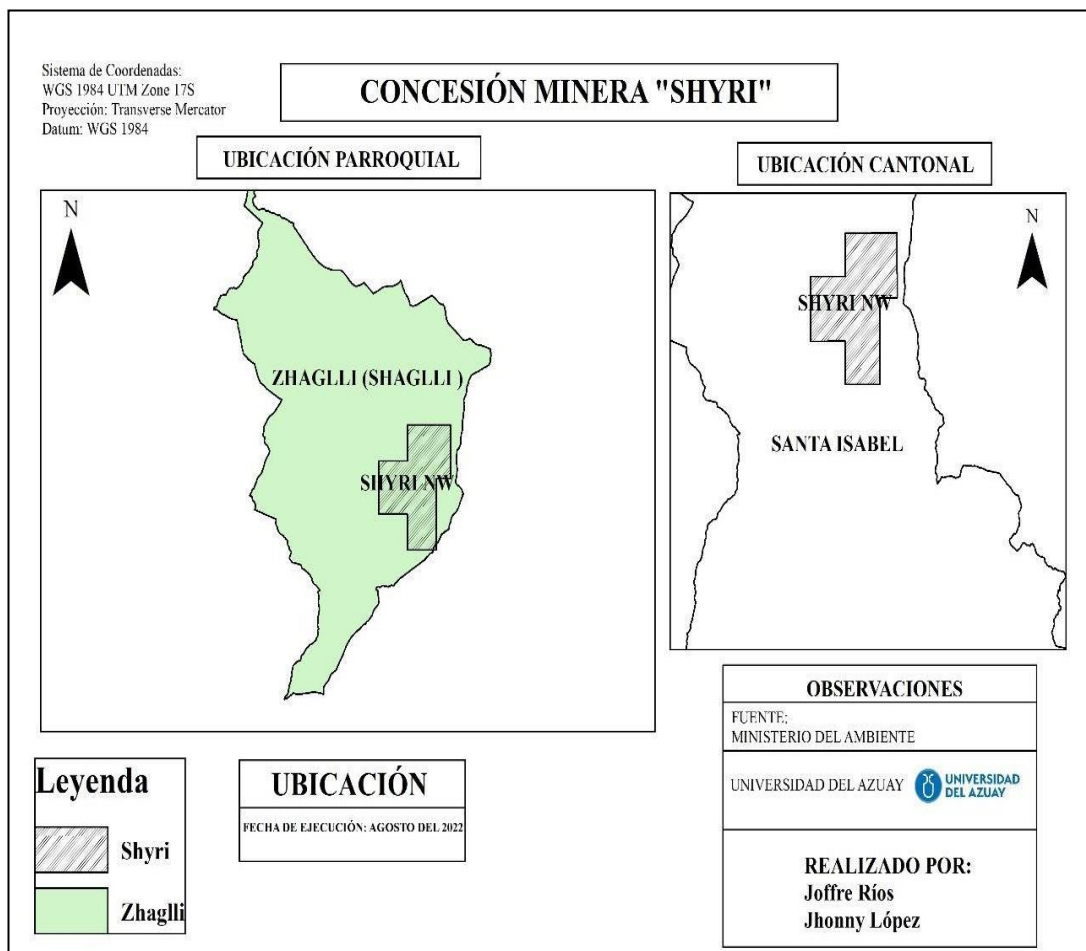 Sistema de Coordenadas:
WGS 1984 UTM Zone 17S
Proyección: Transverse Mercator
Datum: WGS 1984
CONCESIÓN MINERA "SHYRI"
UBICACIÓN PARROQUIAL
UBICACIÓN CANTONAL
N
N
SHYRI NW
ZHAGLLI (SHAGLLI )
SANTA ISABEL
SHYRI NW
OBSERVACIONES
FUENTE:
MINISTERIO DEL AMBIENTE
UNIVERSIDAD DEL AZUAY
UNIVERSIDAD
DEL AZUAY
REALIZADO POR:
Joffre Ríos
Jhonny López
Leyenda
Shyri
Zhaglli
UBICACIÓN
FECHA DE EJECUCIÓN: AGOSTO DEL 2022